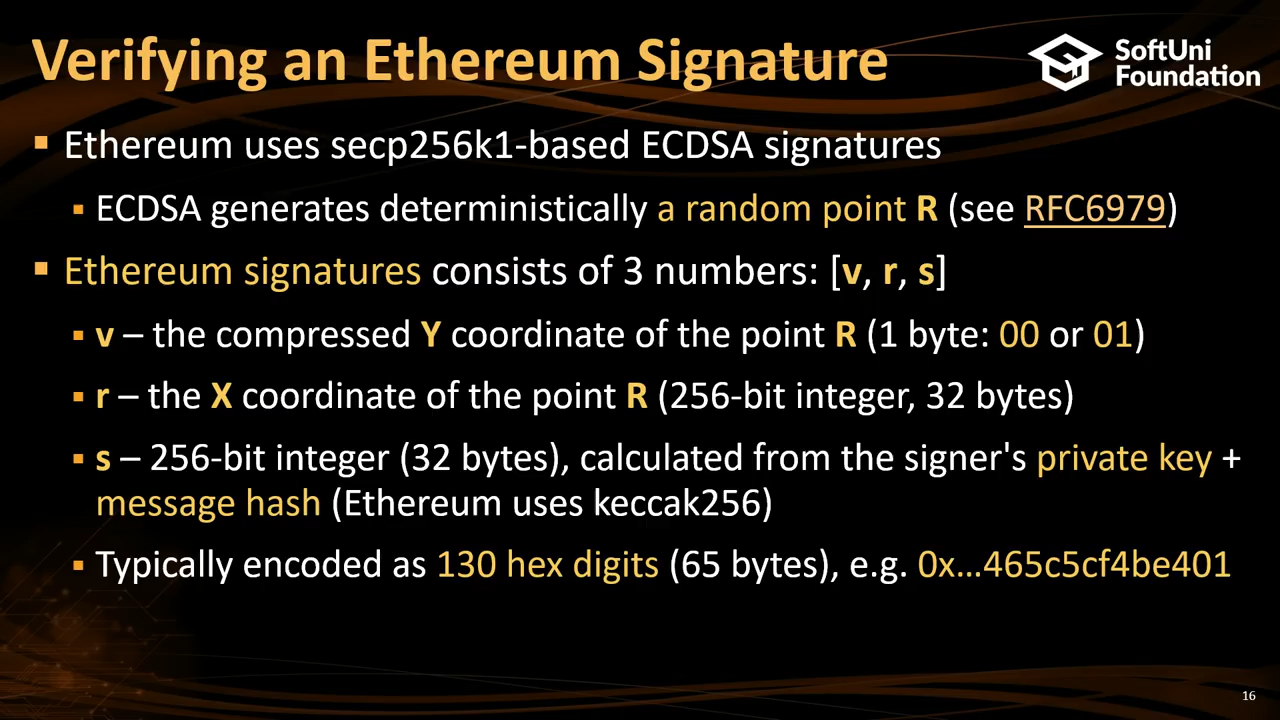 Verifying an Ethereum Signature
SoftUni
Foundation
▪ Ethereum uses secp256k1-based ECDSA signatures
▪ ECDSA generates deterministically a random point R (see RFC6979)
▪ Ethereum signatures consists of 3 numbers: [v, r, s]
▪ v – the compressed Y coordinate of the point R (1 byte: 00 or 01)
▪ r – the X coordinate of the point R (256-bit integer, 32 bytes)
▪ s – 256-bit integer (32 bytes), calculated from the signer's private key +
message hash (Ethereum uses keccak256)
▪ Typically encoded as 130 hex digits (65 bytes), e.g. 0x…465c5cf4be401
16